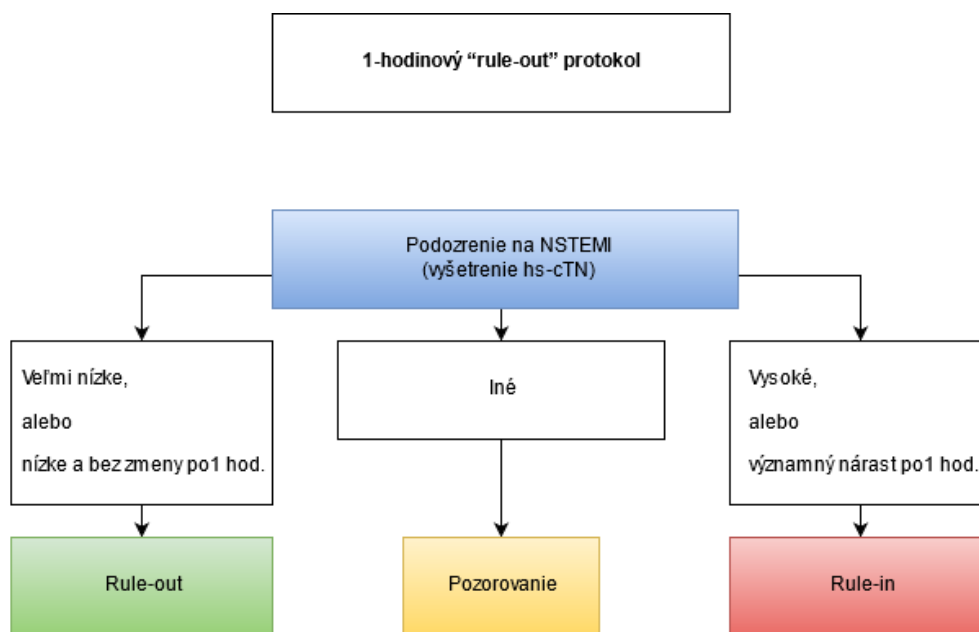 1-hodinový “rule-out” protokol
Podozrenie na NSTEMI
(vyšetrenie hs-cTN)
Veľmi nízke,
alebo
nízke a bez zmeny po1 hod.
Iné
Vysoké,
alebo
významný nárast po1 hod.
Rule-out
Pozorovanie
Rule-in